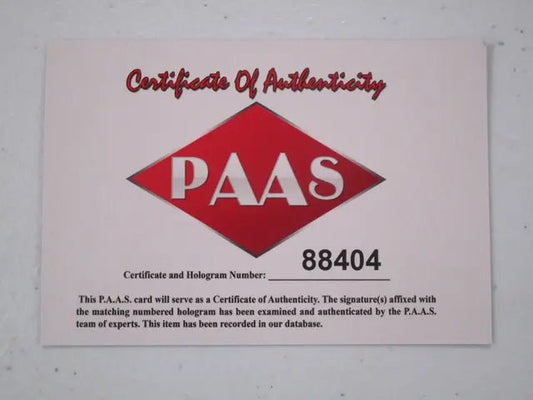 Certificate Of Authenticity
PAAS
88404
Certificate and Hologram Number:
This P.A.A.S. card will serve as a Certificate of Authenticity. The signature(s) affixed with
the matching numbered hologram has been examined and authenticated by the P.A.A.S.
team of experts. This item has been recorded in our database.